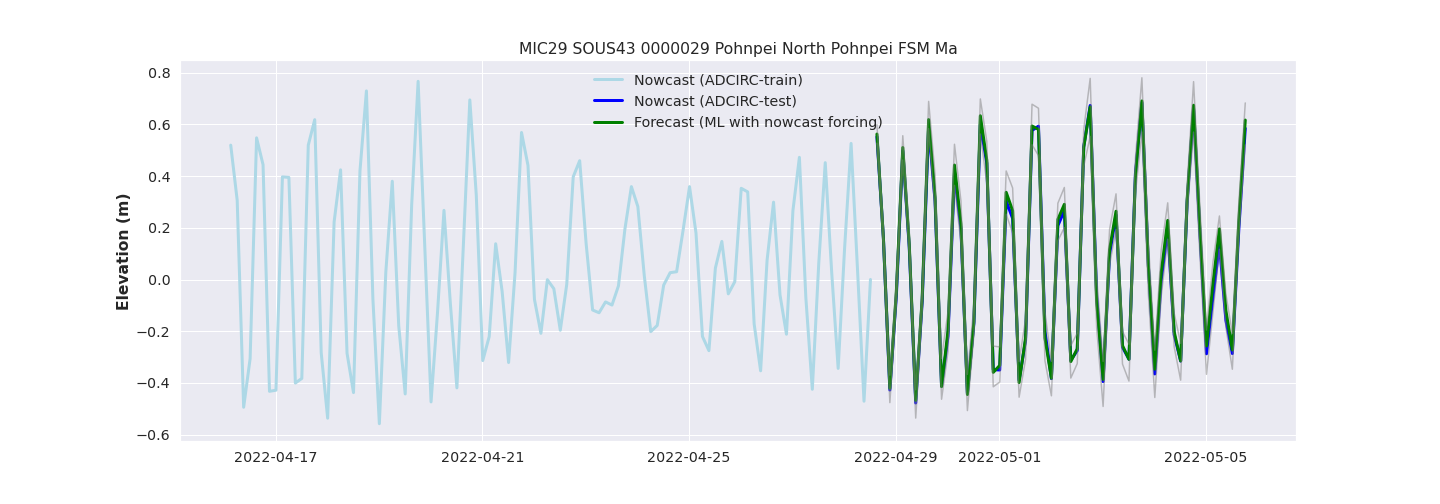 MIC29 SOUS43 0000029 Pohnpei North Pohnpei FSM Ma
Nowcast (ADCIRC-train)
Nowcast (ADCIRC-test)
Forecast (ML with nowcast forcing)
Elevation (m)
0.8
0.6
0.4
0.2
0.0
−0.2
−0.4
−0.6
2022-04-17
2022-04-21
2022-04-25
2022-04-29
2022-05-01
2022-05-05